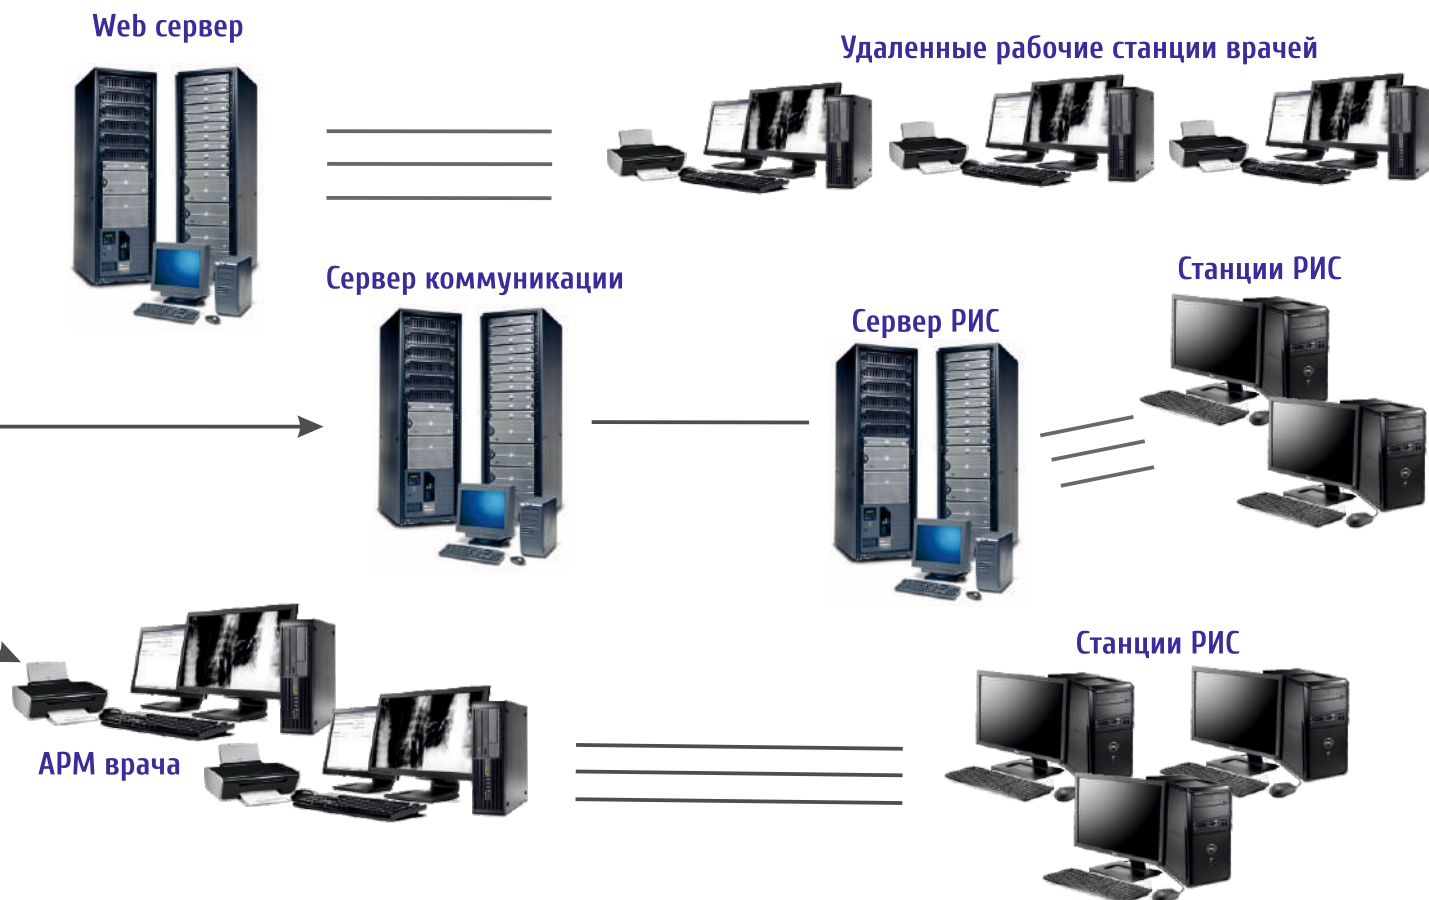 Web сервер
Удаленные рабочие станции врачей
Сервер коммуникации
Станции РИС
Сервер РИС
Станции РИС
АРМ врача